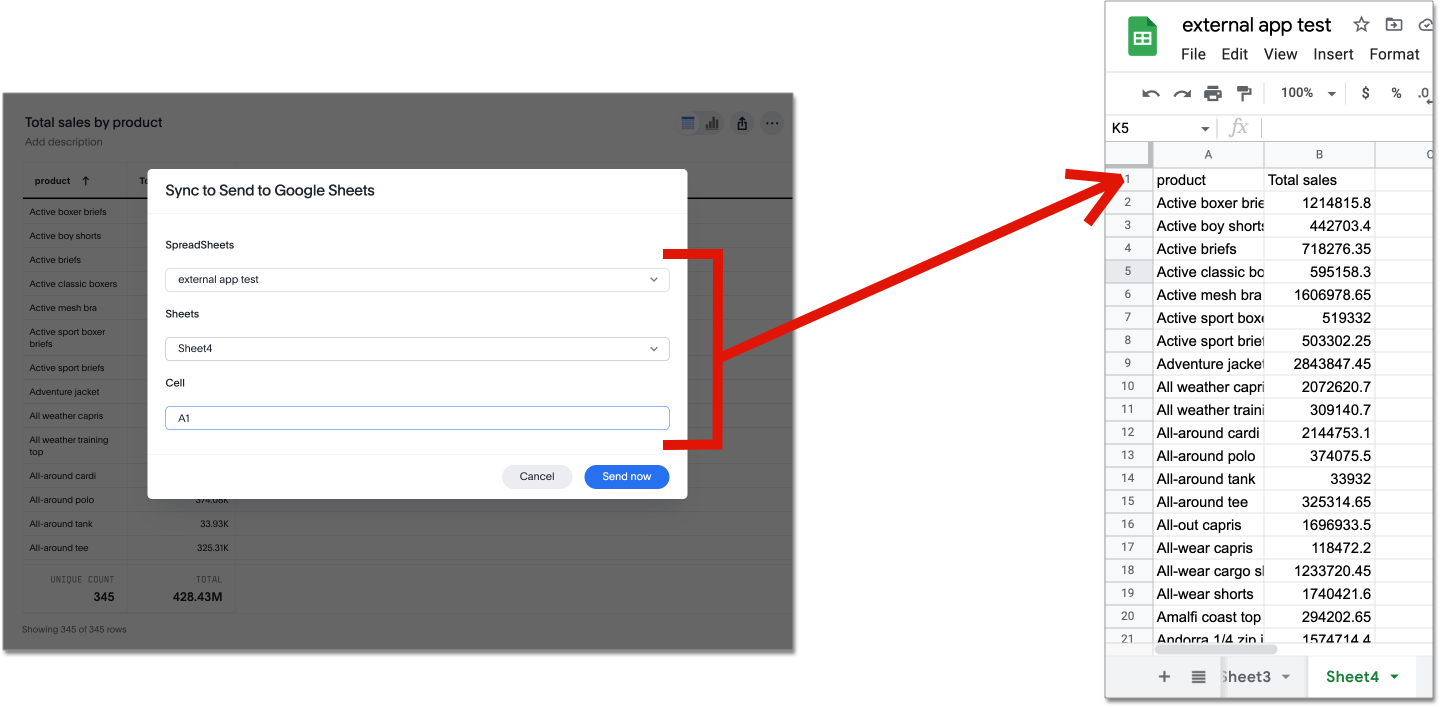 Total sales by product
Add description
product
Active boxer briefs
Active boy shorts
Active briefs
Active classic boxers
Active mesh bra
Active sport boxer
briefs
Active sport briefs
Adventure jacket
All weather capris
All weather training
top
All-around cardi
All-around polo 374.08K
All-around tank 33.93K
All-around tee 325.31K
UNIQUE COUNT TOTAL
345 428.43M
Showing 345 of 345 rows
Sync to Send to Google Sheets
SpreadSheets
external app test
Sheets
Sheet4
Cell
A1
Cancel Send now
external app test
File Edit View Insert Format
100% $ % .0
K5 fx
A B C
1 product Total sales
2 Active boxer brie 1214815.8
3 Active boy shorts 442703.4
4 Active briefs 718276.35
5 Active classic bo 595158.3
6 Active mesh bra 1606978.65
7 Active sport boxe 519332
8 Active sport brief 503302.25
9 Adventure jacket 2843847.45
10 All weather capri 2072620.7
11 All weather traini 309140.7
12 All-around cardi 2144753.1
13 All-around polo 374075.5
14 All-around tank 33932
15 All-around tee 325314.65
16 All-out capris 1696933.5
17 All-wear capris 118472.2
18 All-wear cargo sh 1233720.45
19 All-wear shorts 1740421.6
20 Amalfi coast top 294202.65
21 Andorra 1/4 zip j 1574714.4
Sheet3 Sheet4